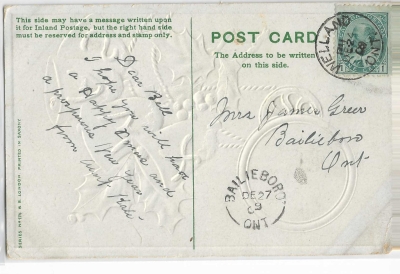 This side may have a message written upon
it for Inland Postage, but the right hand side
must be reserved for address and stamp only.
Dear Bell
I hope you will have
a Happy Xmas and
a prosperous New Year
from Aunt Kate
POST CARD
The Address to be written
on this side.
WELLAND
ONT
Mrs James Greer
Bailieboro
Ont
BAILIEBORO
DE 27
09
ONT